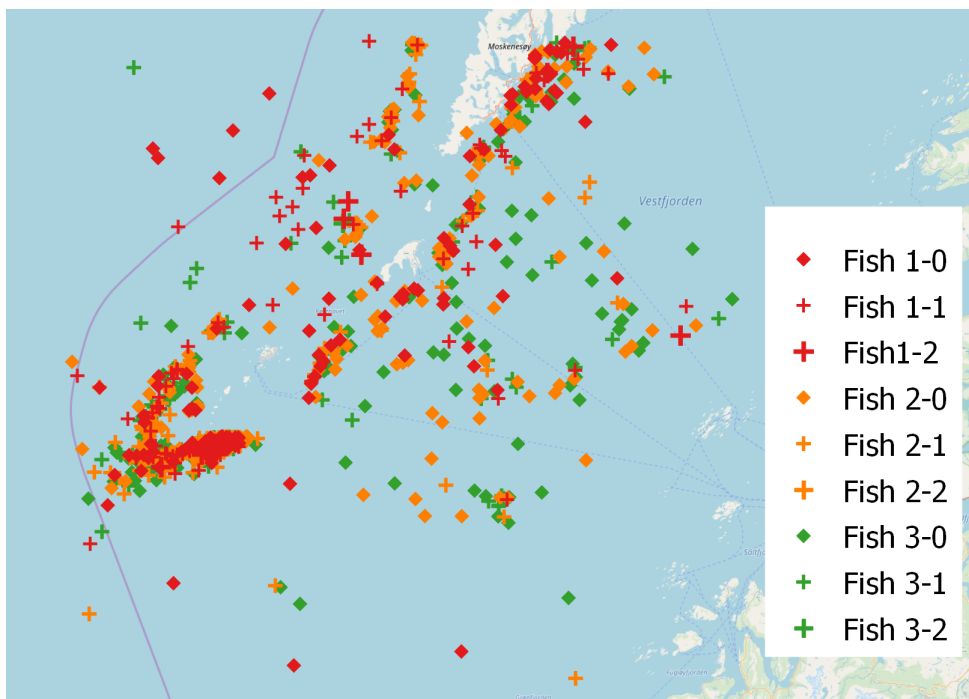 Moskenesøy
Vestfjorden
Fish 1-0
Fish 1-1
Fish1-2
Fish 2-0
Fish 2-1
Fish 2-2
Fish 3-0
Fish 3-1
Fish 3-2
Fugløyfjorden